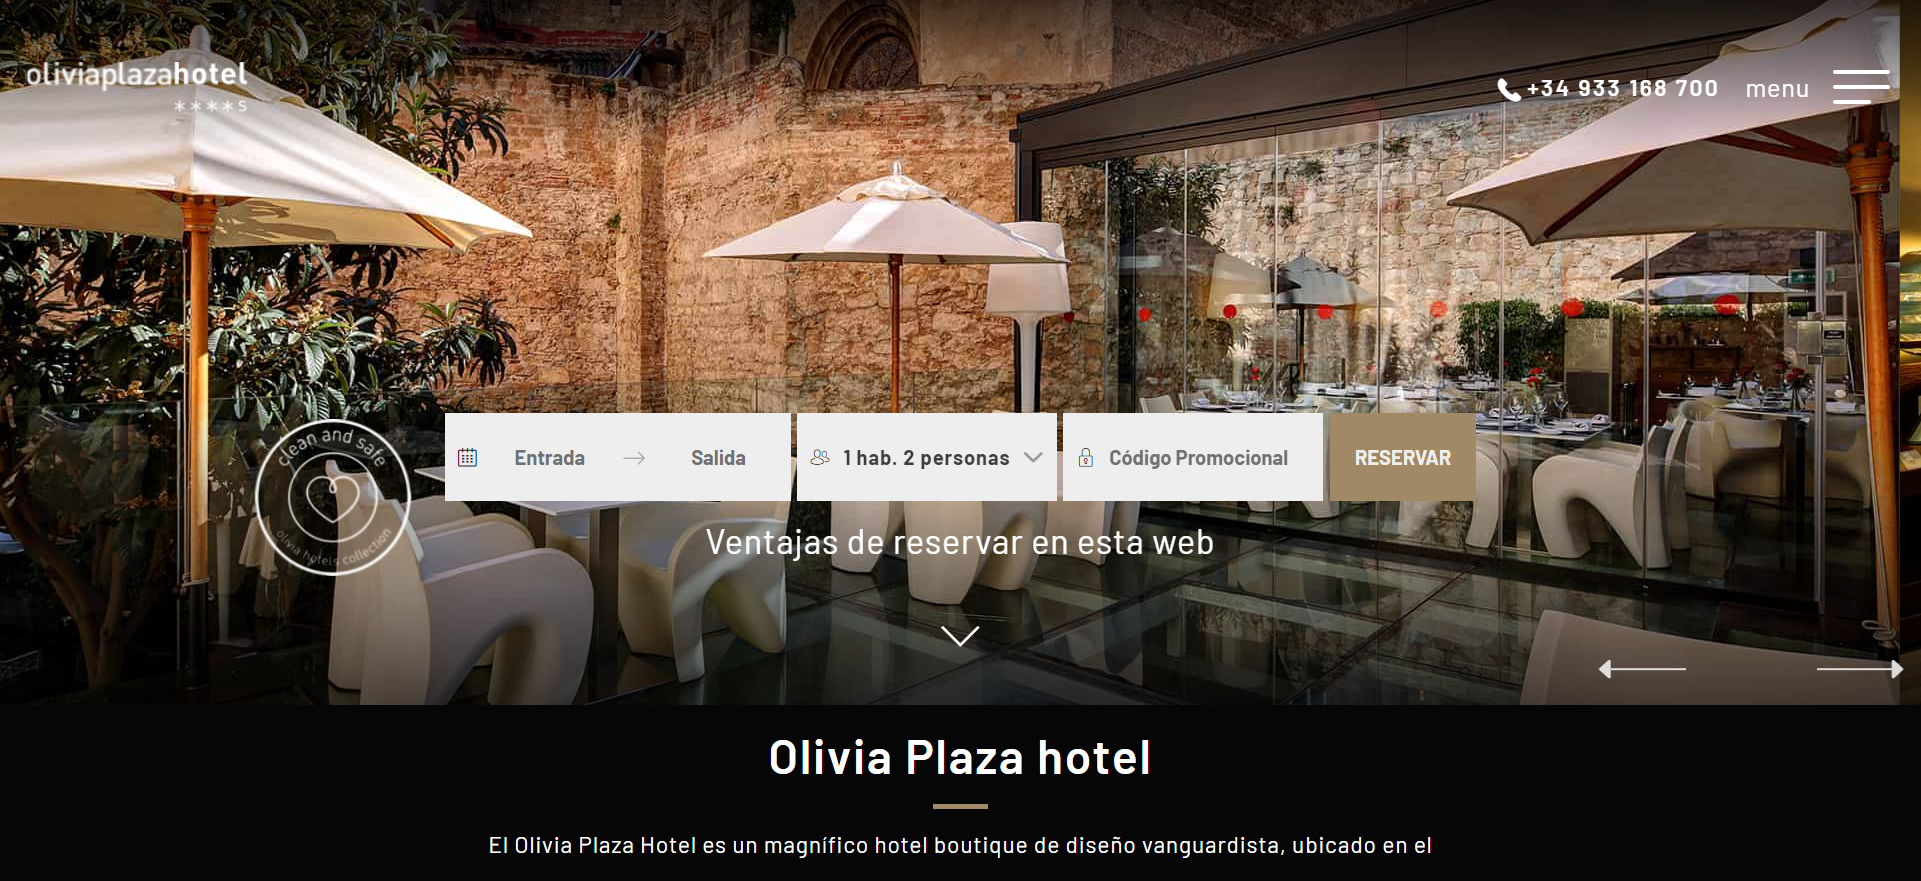 oliviaplazahotel
****s
+34 933 168 700
menu
clean and safe
olivia hotels collection
Entrada
Salida
1 hab. 2 personas
Código Promocional
RESERVAR
Ventajas de reservar en esta web
Olivia Plaza hotel
El Olivia Plaza Hotel es un magnífico hotel boutique de diseño vanguardista, ubicado en el